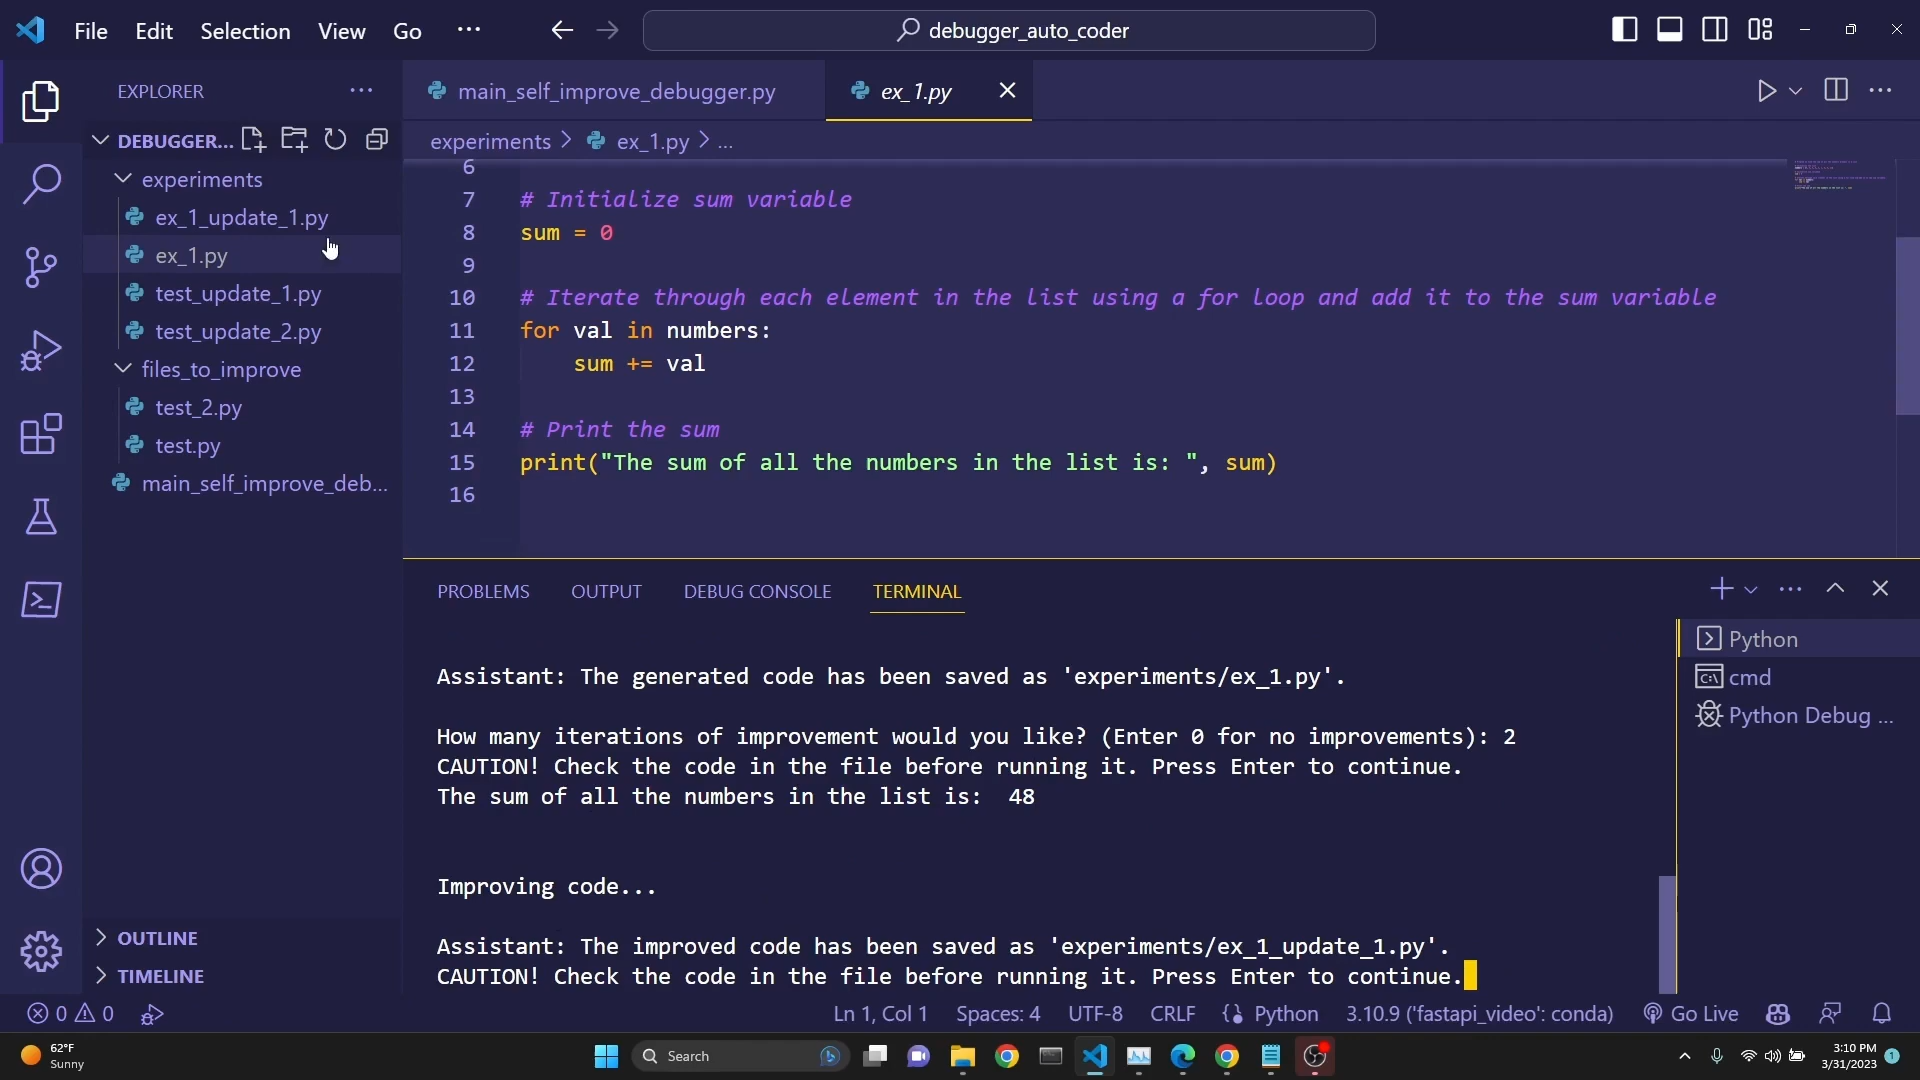 File Edit Selection View Go ··· debugger_auto_coder
EXPLORER ···
main_self_improve_debugger.py
ex_1.py
DEBUGGER...
experiments > ex_1.py > ...
experiments
ex_1_update_1.py
ex_1.py
test_update_1.py
test_update_2.py
files_to_improve
test_2.py
test.py
main_self_improve_deb...
OUTLINE
TIMELINE
6
7 # Initialize sum variable
8 sum = 0
9
10 # Iterate through each element in the list using a for loop and add it to the sum variable
11 for val in numbers:
12 sum += val
13
14 # Print the sum
15 print("The sum of all the numbers in the list is: ", sum)
16
PROBLEMS OUTPUT DEBUG CONSOLE TERMINAL
Assistant: The generated code has been saved as 'experiments/ex_1.py'.
How many iterations of improvement would you like? (Enter 0 for no improvements): 2
CAUTION! Check the code in the file before running it. Press Enter to continue.
The sum of all the numbers in the list is:  48
Improving code...
Assistant: The improved code has been saved as 'experiments/ex_1_update_1.py'.
CAUTION! Check the code in the file before running it. Press Enter to continue.
Python
cmd
Python Debug ...
0 0 Ln 1, Col 1 Spaces: 4 UTF-8 CRLF Python 3.10.9 ('fastapi_video': conda) Go Live
62°F
Sunny
Search
3:10 PM
3/31/2023
1